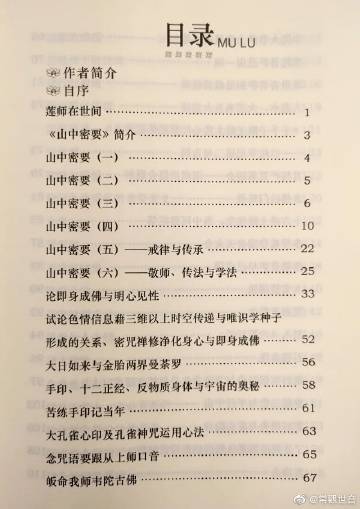 目录 MU LU
作者简介
自序
莲师在世间 1
《山中密要》简介 3
山中密要（一） 4
山中密要（二） 5
山中密要（三） 6
山中密要（四） 10
山中密要（五）——戒律与传承 22
山中密要（六）——敬师、传法与学法 25
论即身成佛与明心见性 33
试论色情信息藉三维以上时空传递与唯识学种子
形成的关系、密咒禅修净化身心与即身成佛 52
大日如来与金胎两界曼荼罗 56
手印、十二正经、反物质身体与宇宙的奥秘 58
苦练手印记当年 61
大孔雀心印及孔雀神咒运用心法 63
念咒语要跟从上师口音 65
皈命我师韦陀古佛 67
@常觀世白